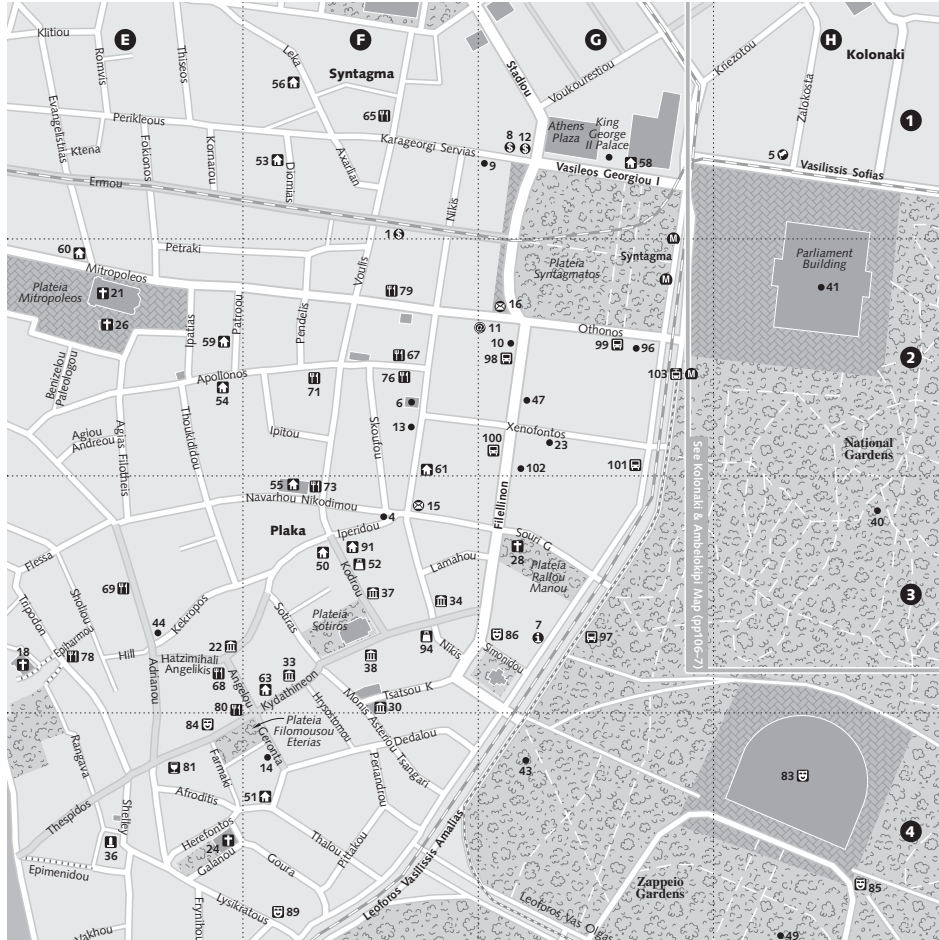 E
F
G
H
Klitiou
Romvis
Thiseos
Leka
Syntagma
Stadiou
Voukourestiou
Kriezotou
Kolonaki
Zalokosta
56
65
Evangelistrias
Perikleous
Ktena
Fokionos
Kornarou
53
Diomias
Axarlian
Karageorgi Servias
9
8
12
Athens
Plaza
King
George
II Palace
58
Vasileos Georgiou I
5
Vasilissis Sofias
1
Ermou
Nikis
1
60
Petraki
Mitropoleos
Voulis
M
Syntagma
M
Plateia
Syntagmatos
Parliament
Building
41
Plateia
Mitropoleos
21
26
79
16
Ipatias
Patroou
Pendelis
11
Othonos
59
10
98
99
96
67
2
Benizelou
Paleologou
Apollonos
54
71
76
103
M
6
47
13
Agiou
Andreou
Agias Filotheis
Thoukididou
Ipitou
Skoufou
Xenofontos
100
23
National
Gardens
61
102
101
55
73
Navarhou Nikodimou
15
4
Filellinon
See Kolonaki & Ambelokipi Map (pp106-7)
40
Plaka
Iperidou
Souri G
50
91
52
28
Plateia
Rallou
Manou
Flessa
Kodrou
Lamahou
69
37
34
3
Tripodon
Sholiou
Kekropos
44
Sotiras
Plateia
Sotiros
7
86
97
18
Epiharmou
78
Hill
22
94
Nikis
Simonidou
Hatzimihali
Angelikis
68
Adrianou
Angelou
33
63
38
Kydathineon
Tsatsou K
80
Hrysostomou
Monis Asteriou Tsangari
30
84
Plateia
Filomousou
Eterias
Geronta
Dedalou
Rangava
Farmaki
14
43
81
Periandrou
83
Afroditis
51
Thespidos
Shelley
36
Herefontos
24
Galanou
Thalou
Pittakou
4
Epimenidou
Goura
Leoforos Vasilissis Amalias
Zappeio
Gardens
85
Lysikratous
89
Frynihou
Leoforos Vas Olgas
Vakhou
49